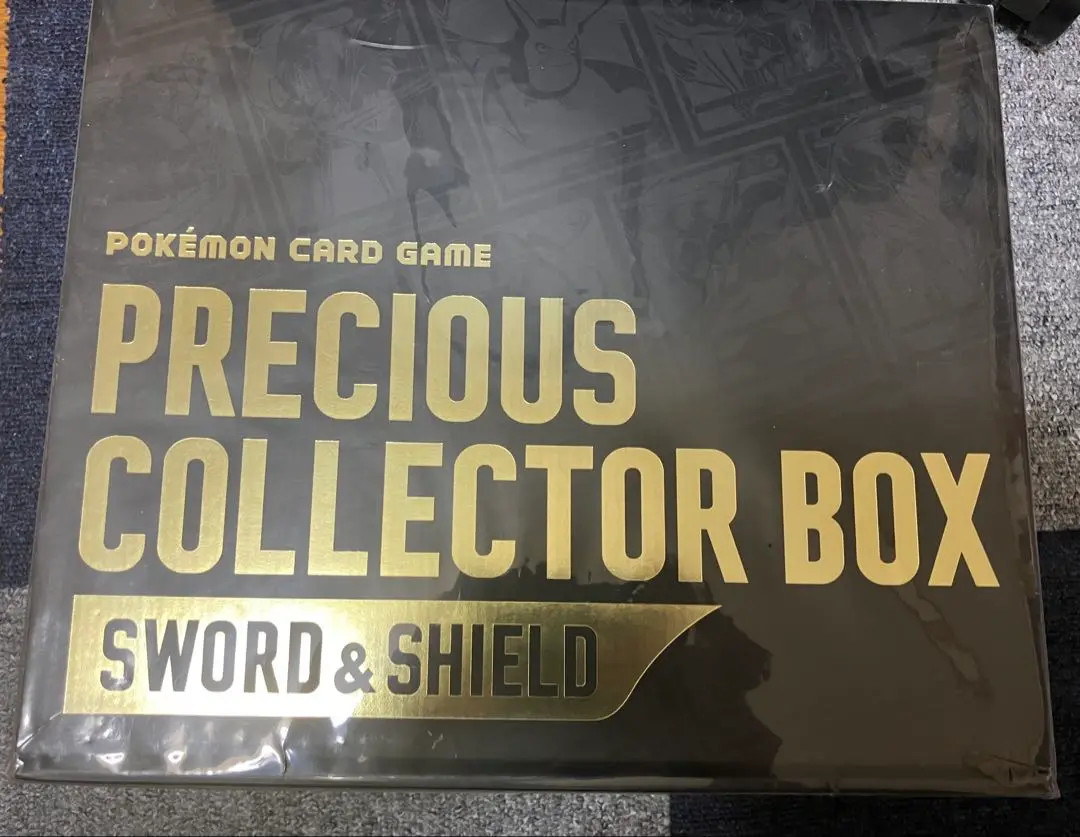 POKÉMON CARD GAME
PRECIOUS
COLLECTOR BOX
SWORD & SHIELD